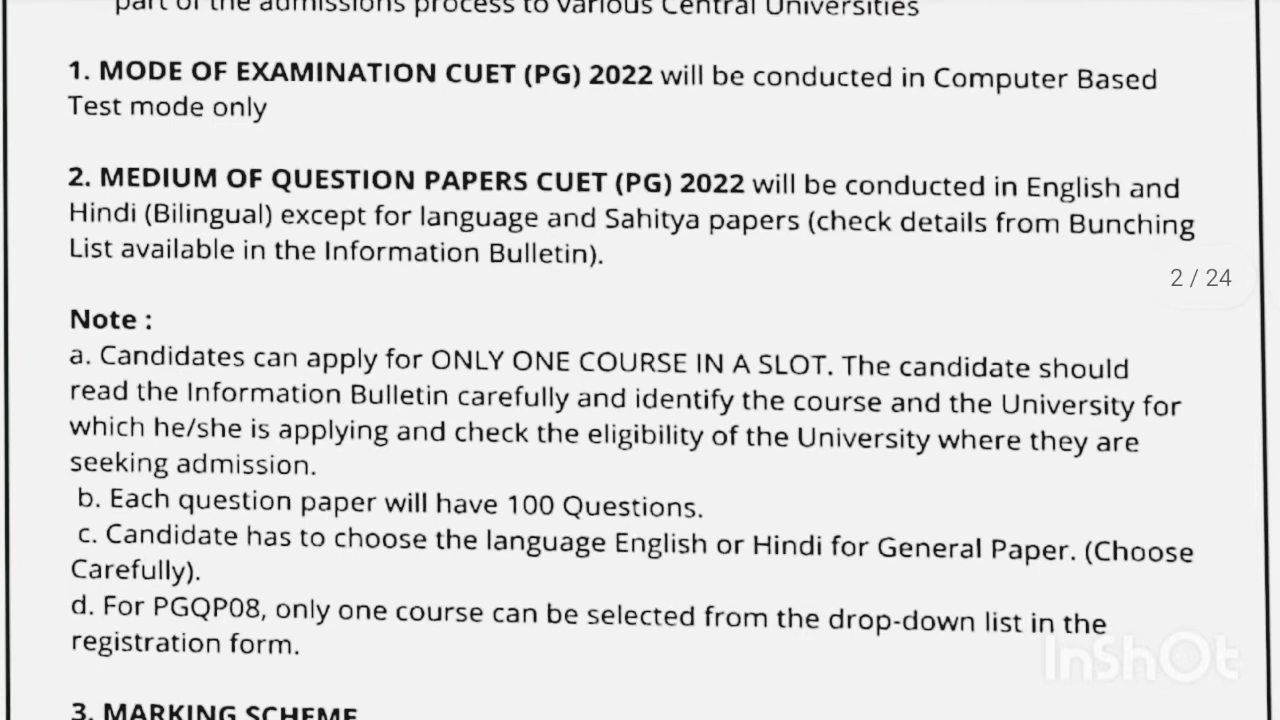 part of the admissions process to various Central Universities
1. MODE OF EXAMINATION CUET (PG) 2022 will be conducted in Computer Based
Test mode only
2. MEDIUM OF QUESTION PAPERS CUET (PG) 2022 will be conducted in English and
Hindi (Bilingual) except for language and Sahitya papers (check details from Bunching
List available in the Information Bulletin).
2 / 24
Note :
a. Candidates can apply for ONLY ONE COURSE IN A SLOT. The candidate should
read the Information Bulletin carefully and identify the course and the University for
which he/she is applying and check the eligibility of the University where they are
seeking admission.
b. Each question paper will have 100 Questions.
c. Candidate has to choose the language English or Hindi for General Paper. (Choose
Carefully).
d. For PGQP08, only one course can be selected from the drop-down list in the
registration form.
InShOt
3. MARKING SCHEME